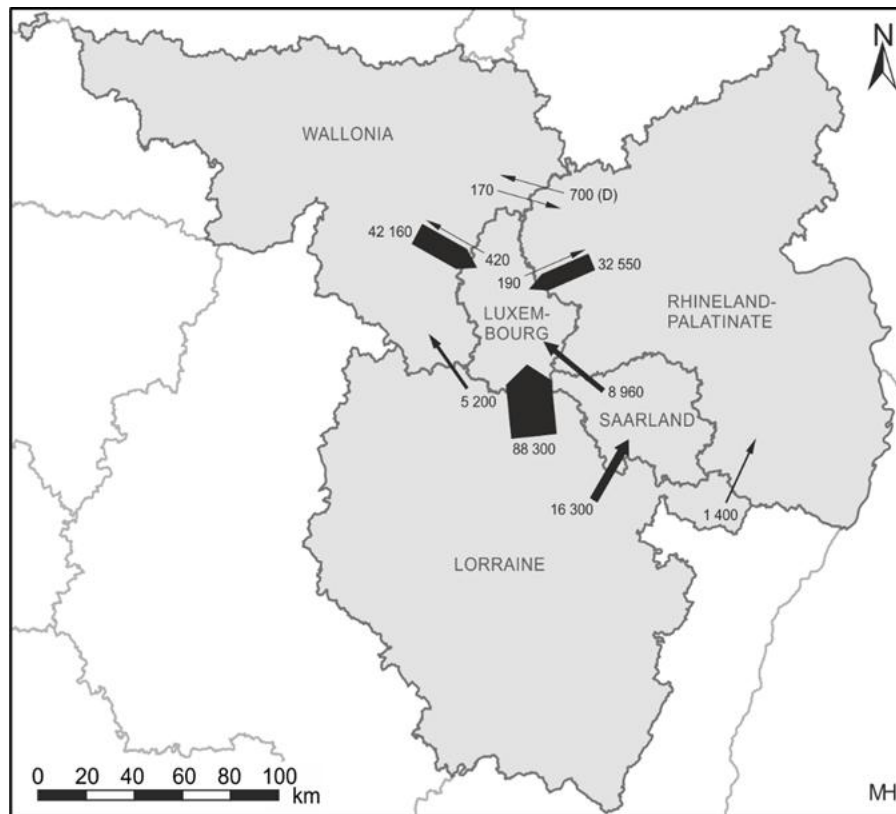 N
WALLONIA
170
700 (D)
42 160
420
190
32 550
LUXEM-
BOURG
RHINELAND-
PALATINATE
5 200
8 960
SAARLAND
88 300
16 300
1 400
LORRAINE
0 20 40 60 80 100
km
MH